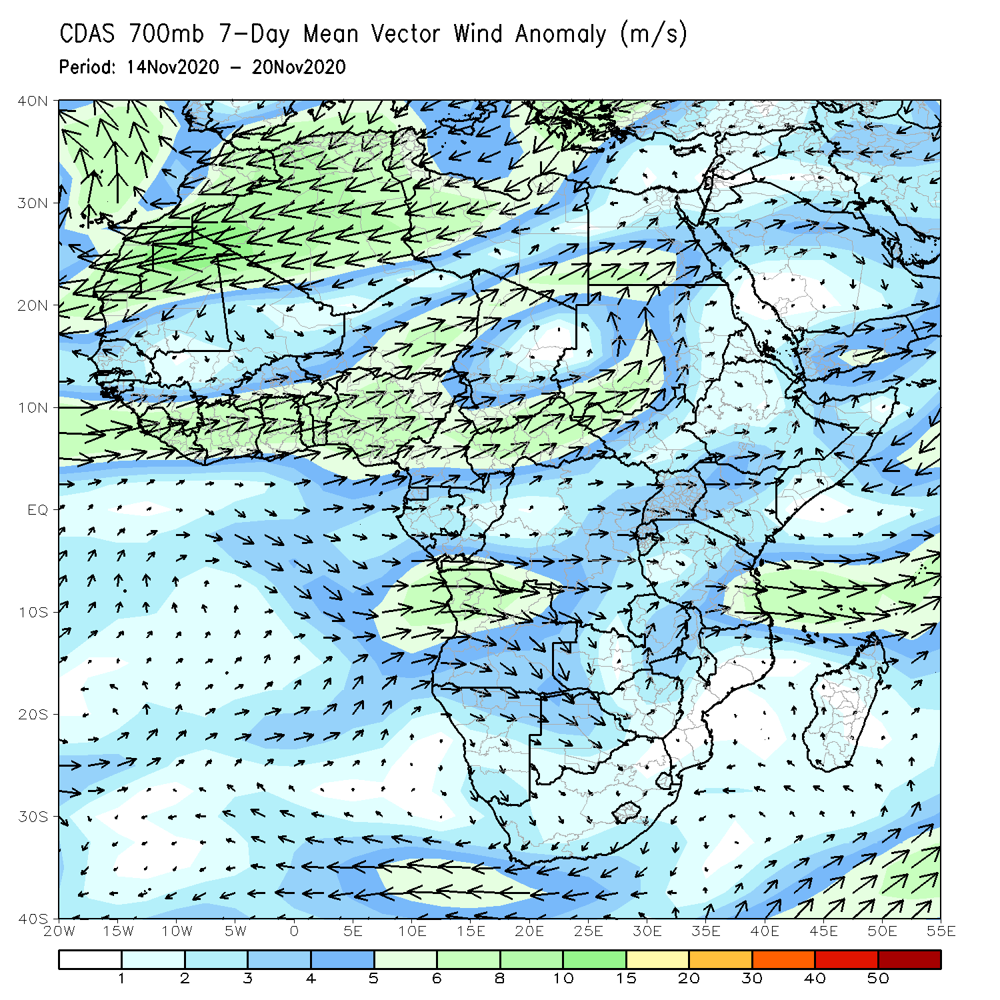 CDAS 700mb 7-Day Mean Vector Wind Anomaly (m/s)
Period: 14Nov2020 - 20Nov2020
40N
30N
20N
10N
EQ
10S
20S
30S
40S
20W 15W 10W 5W 0 5E 10E 15E 20E 25E 30E 35E 40E 45E 50E 55E
1 2 3 4 5 6 8 10 15 20 30 40 50